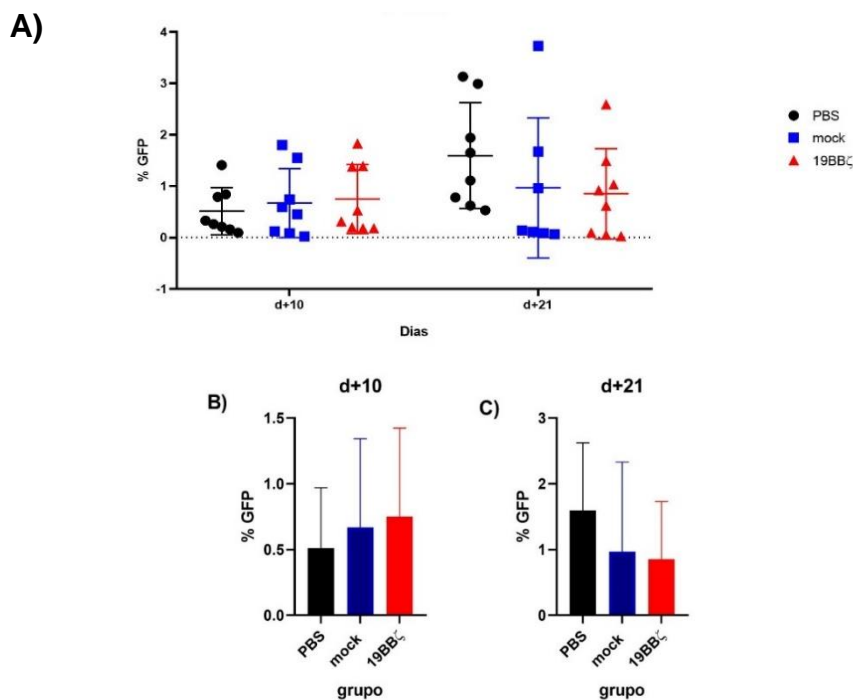 A)
4
3
2
1
0
-1
% GFP
d+10
d+21
Dias
PBS
mock
19BBζ
B)
d+10
1.5
1.0
0.5
0.0
% GFP
PBS
mock
19BBζ
grupo
C)
d+21
3
2
1
0
% GFP
PBS
mock
19BBζ
grupo